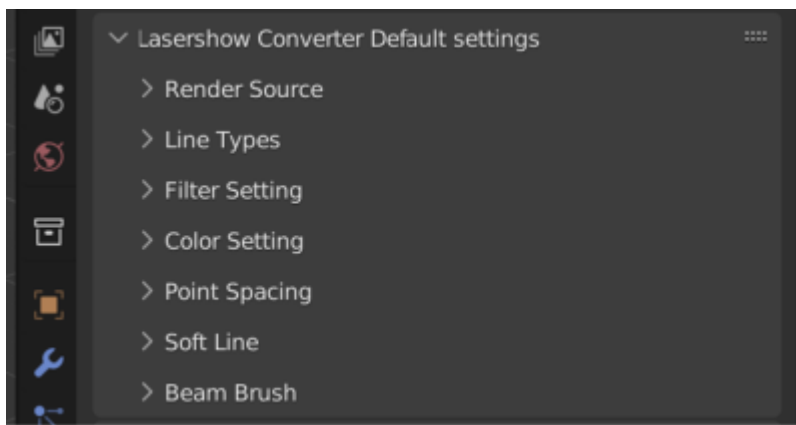 Lasershow Converter Default settings
Render Source
Line Types
Filter Setting
Color Setting
Point Spacing
Soft Line
Beam Brush